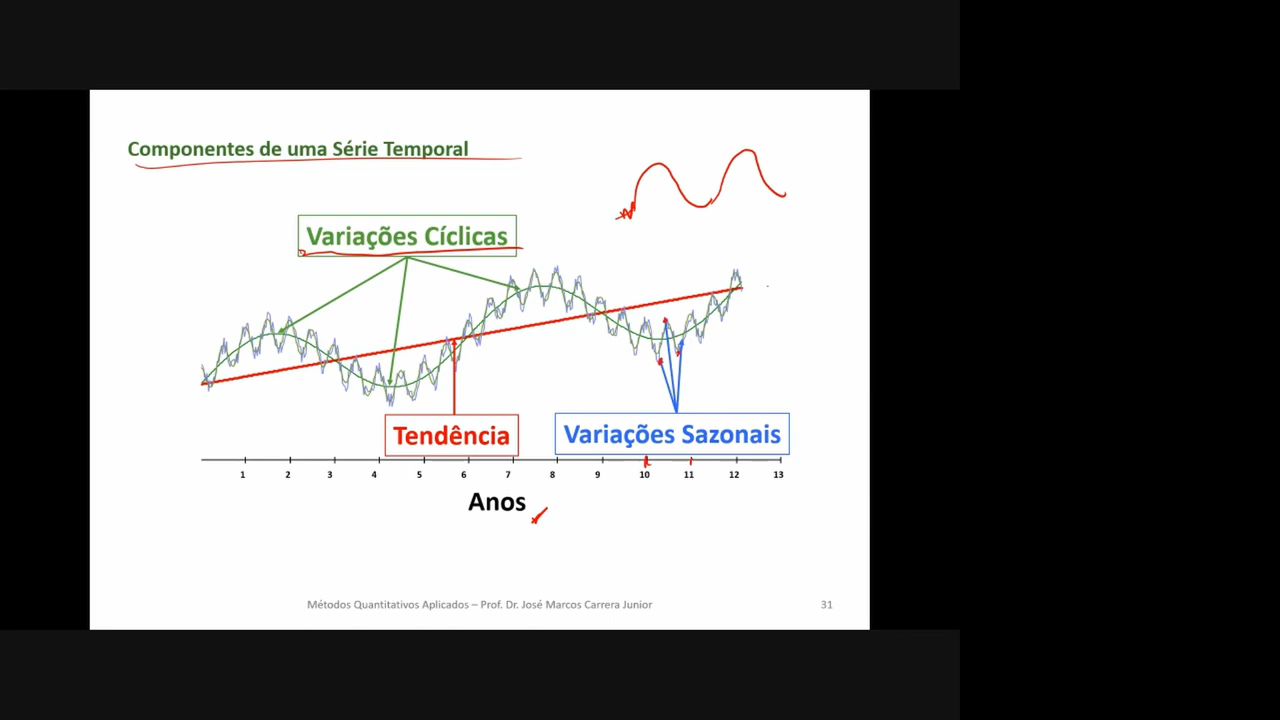 Componentes de uma Série Temporal
Variações Cíclicas
Tendência
Variações Sazonais
1 2 3 4 5 6 7 8 9 10 11 12 13
Anos
Métodos Quantitativos Aplicados – Prof. Dr. José Marcos Carrera Junior 31